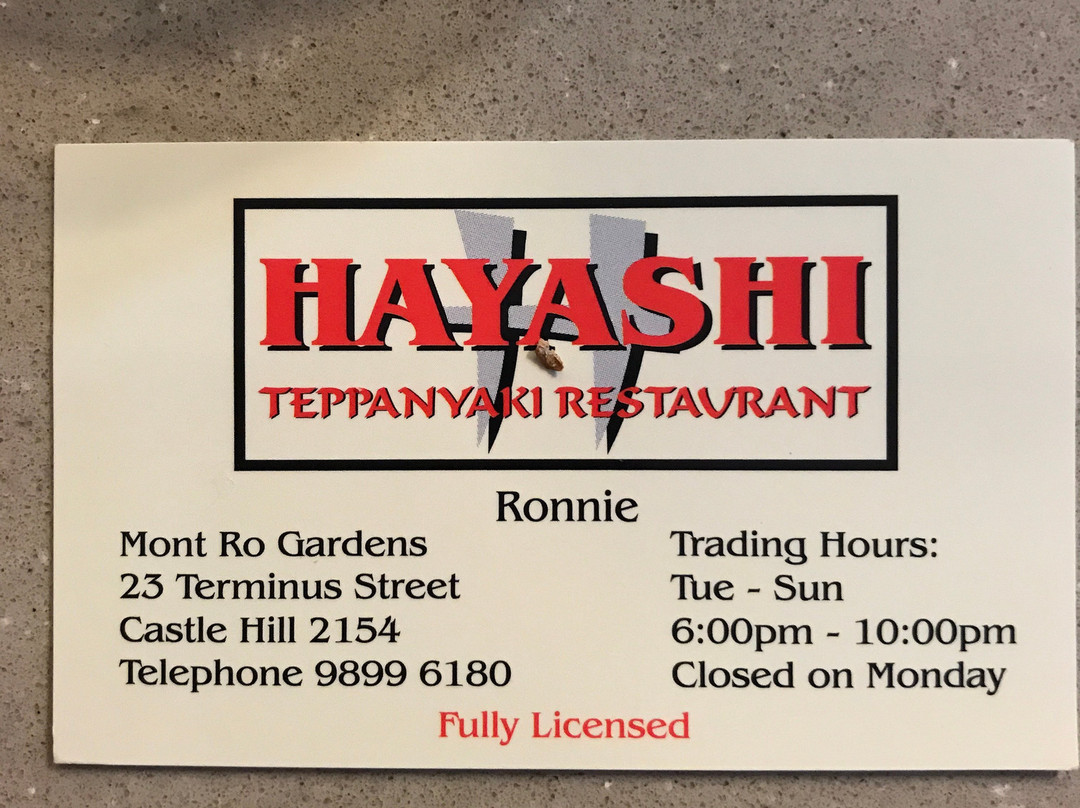 HAYASHI
TEPPANYAKI RESTAURANT
Ronnie
Mont Ro Gardens
23 Terminus Street
Castle Hill 2154
Telephone 9899 6180
Trading Hours:
Tue - Sun
6:00pm - 10:00pm
Closed on Monday
Fully Licensed